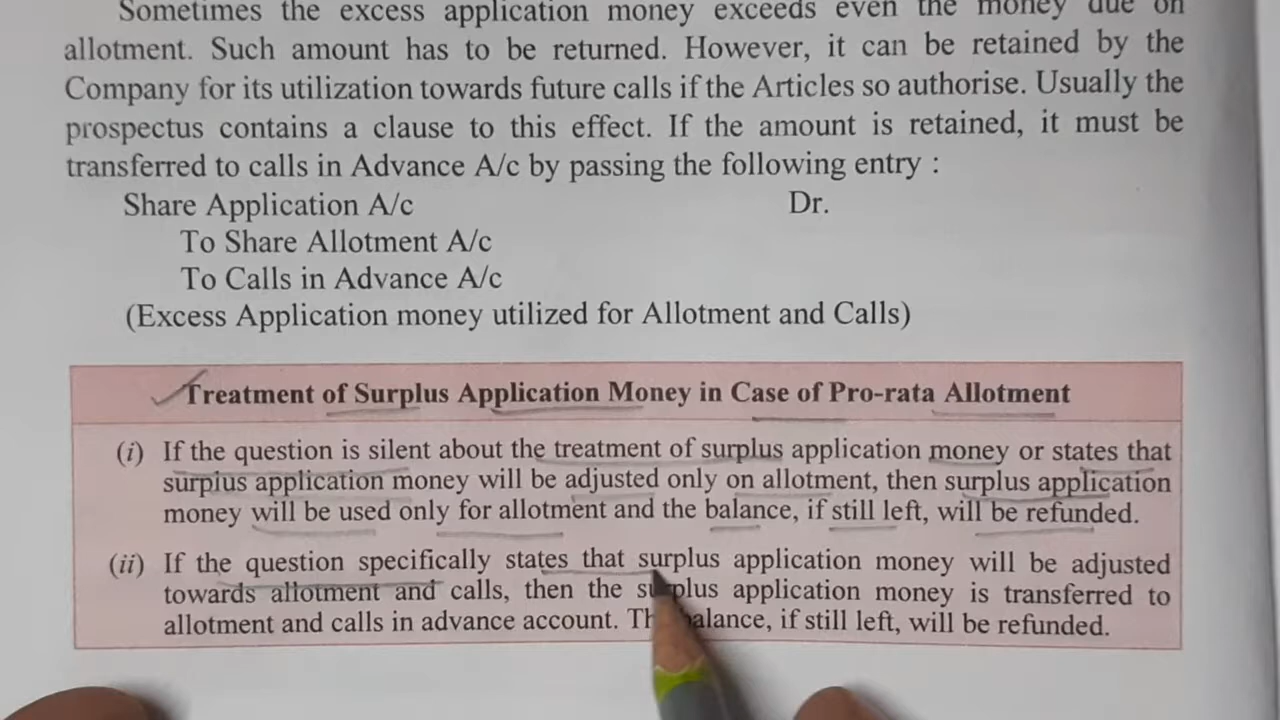 Sometimes the excess application money exceeds even the money due on
allotment. Such amount has to be returned. However, it can be retained by the
Company for its utilization towards future calls if the Articles so authorise. Usually the
prospectus contains a clause to this effect. If the amount is retained, it must be
transferred to calls in Advance A/c by passing the following entry :
Share Application A/c Dr.
To Share Allotment A/c
To Calls in Advance A/c
(Excess Application money utilized for Allotment and Calls)
Treatment of Surplus Application Money in Case of Pro-rata Allotment
(i) If the question is silent about the treatment of surplus application money or states that
surplus application money will be adjusted only on allotment, then surplus application
money will be used only for allotment and the balance, if still left, will be refunded.
(ii) If the question specifically states that surplus application money will be adjusted
towards allotment and calls, then the surplus application money is transferred to
allotment and calls in advance account. The balance, if still left, will be refunded.